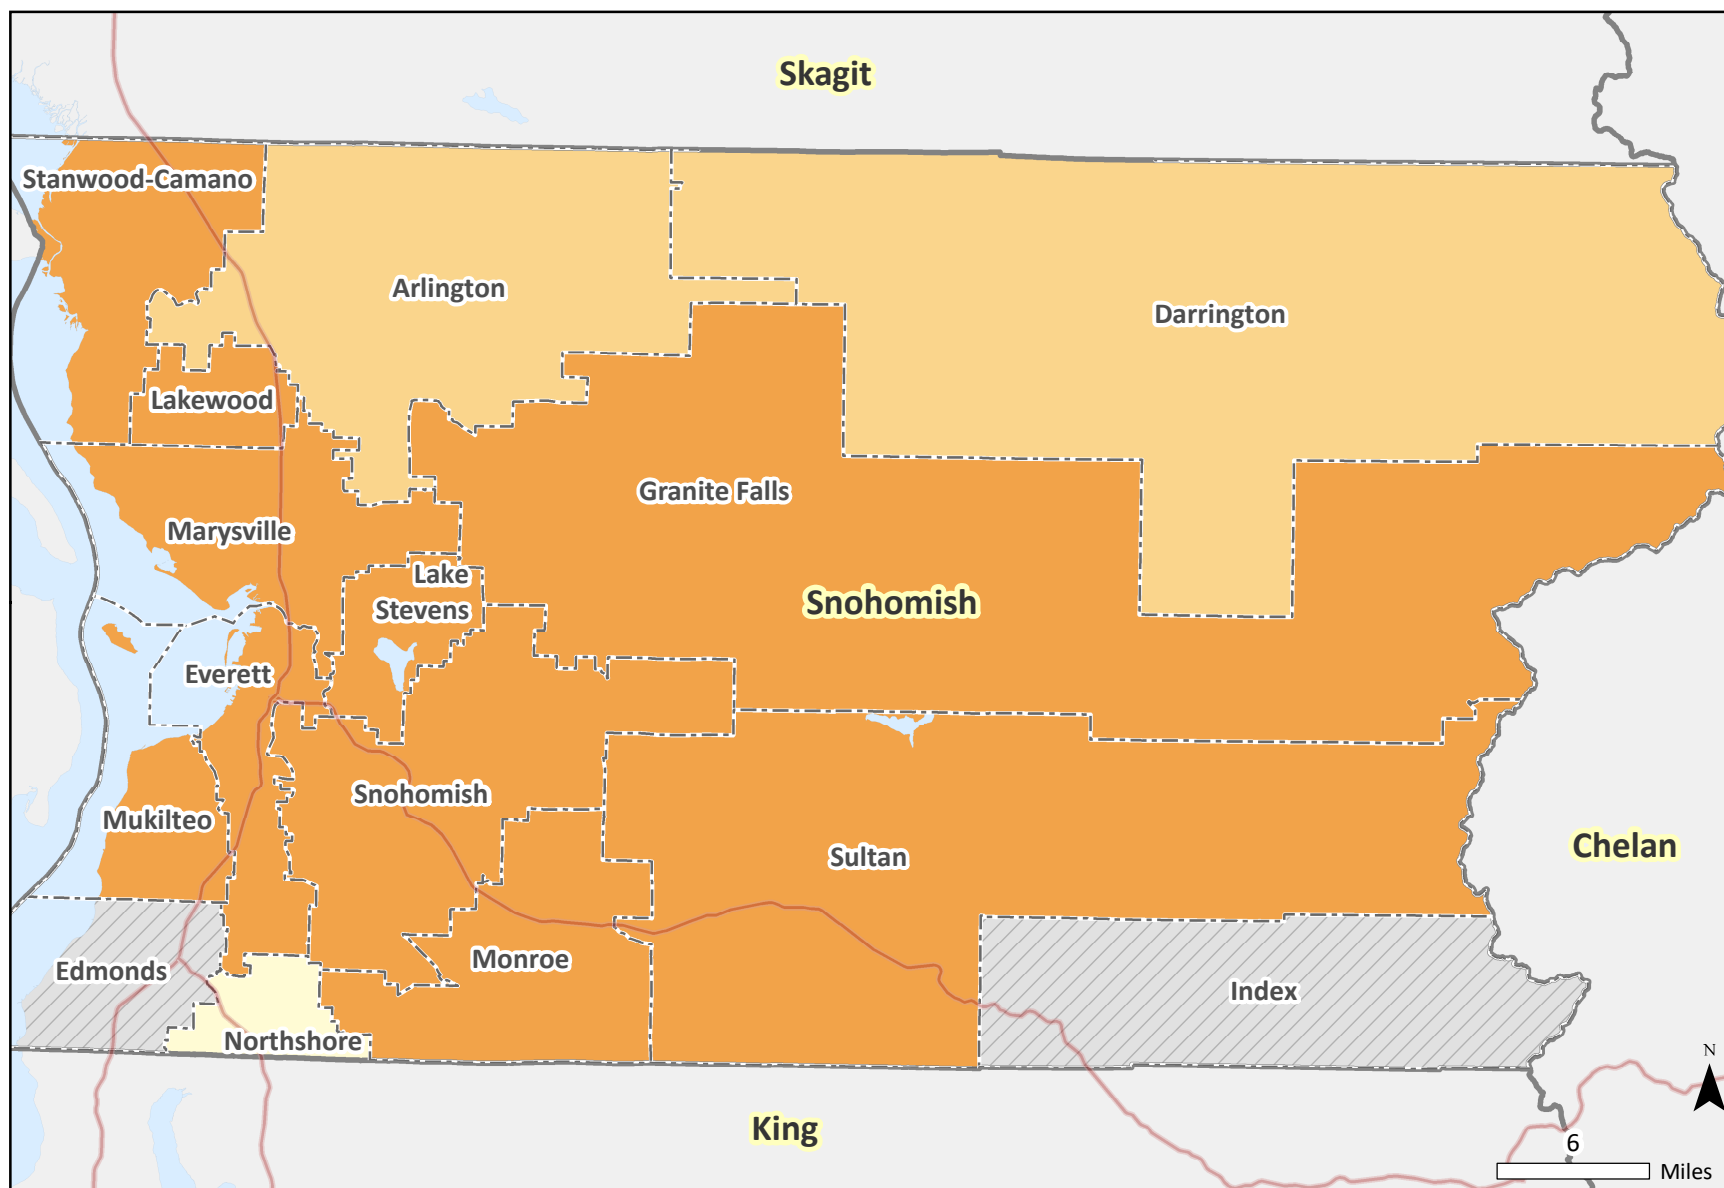 Skagit
Stanwood-Camano
Arlington
Darrington
Lakewood
Granite Falls
Marysville
Lake
Stevens
Snohomish
Everett
Snohomish
Mukilteo
Sultan
Chelan
Monroe
Edmonds
Index
Northshore
N
King
6
Miles